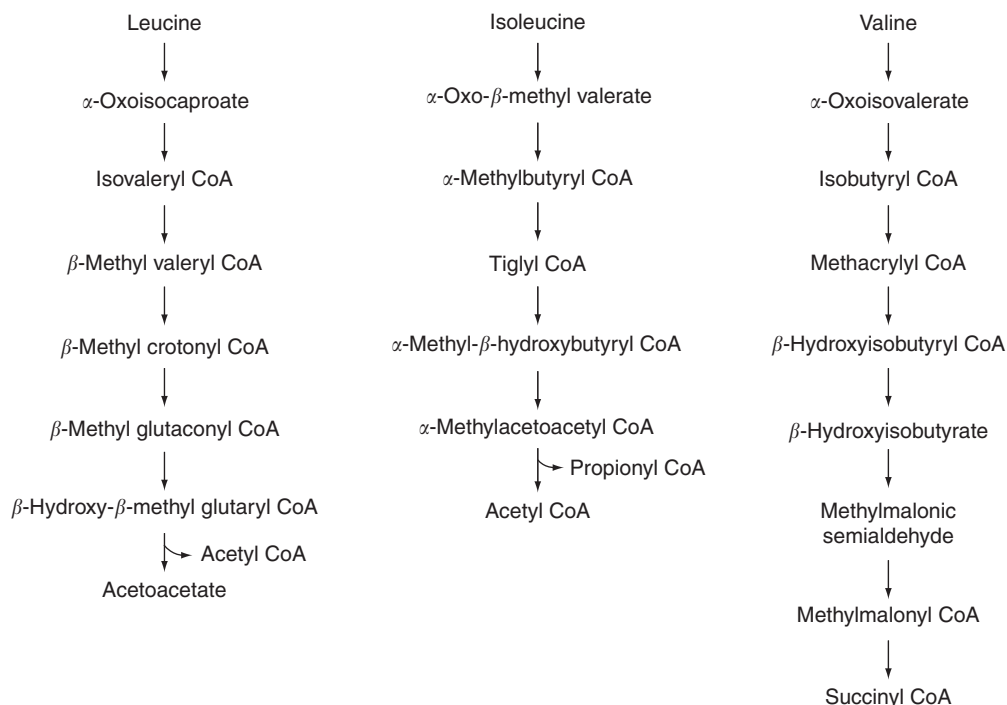 Leucine
α-Oxoisocaproate
Isovaleryl CoA
β-Methyl valeryl CoA
β-Methyl crotonyl CoA
β-Methyl glutaconyl CoA
β-Hydroxy-β-methyl glutaryl CoA
Acetyl CoA
Acetoacetate
Isoleucine
α-Oxo-β-methyl valerate
α-Methylbutyryl CoA
Tiglyl CoA
α-Methyl-β-hydroxybutyryl CoA
α-Methylacetoacetyl CoA
Propionyl CoA
Acetyl CoA
Valine
α-Oxoisovalerate
Isobutyryl CoA
Methacrylyl CoA
β-Hydroxyisobutyryl CoA
β-Hydroxyisobutyrate
Methylmalonic
semialdehyde
Methylmalonyl CoA
Succinyl CoA